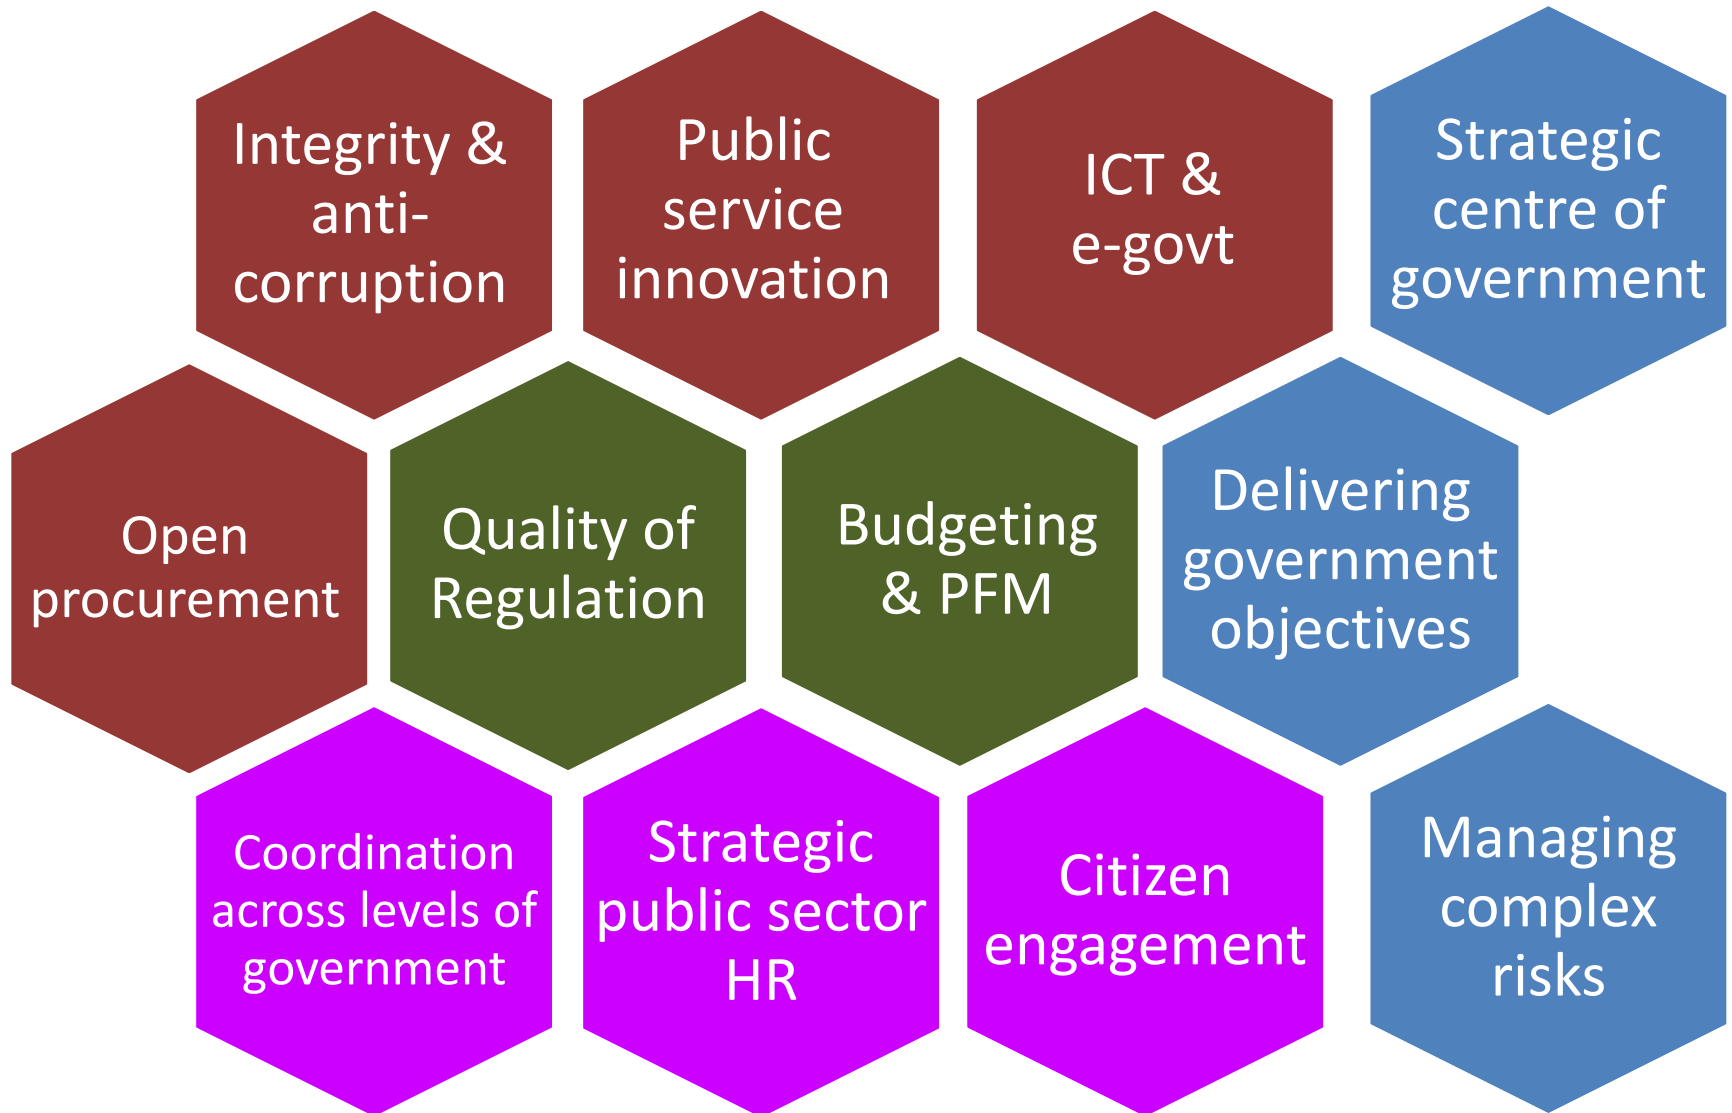 Integrity &
anti-
corruption
Public
service
innovation
ICT &
e-govt
Strategic
centre of
government
Open
procurement
Quality of
Regulation
Budgeting
& PFM
Delivering
government
objectives
Coordination
across levels of
government
Strategic
public sector
HR
Citizen
engagement
Managing
complex
risks